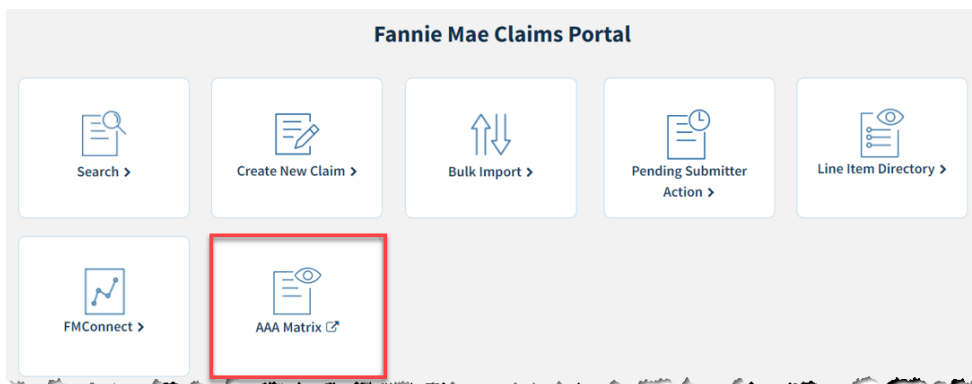 Fannie Mae Claims Portal
Search >
Create New Claim >
Bulk Import >
Pending Submitter
Action >
Line Item Directory >
FMConnect >
AAA Matrix